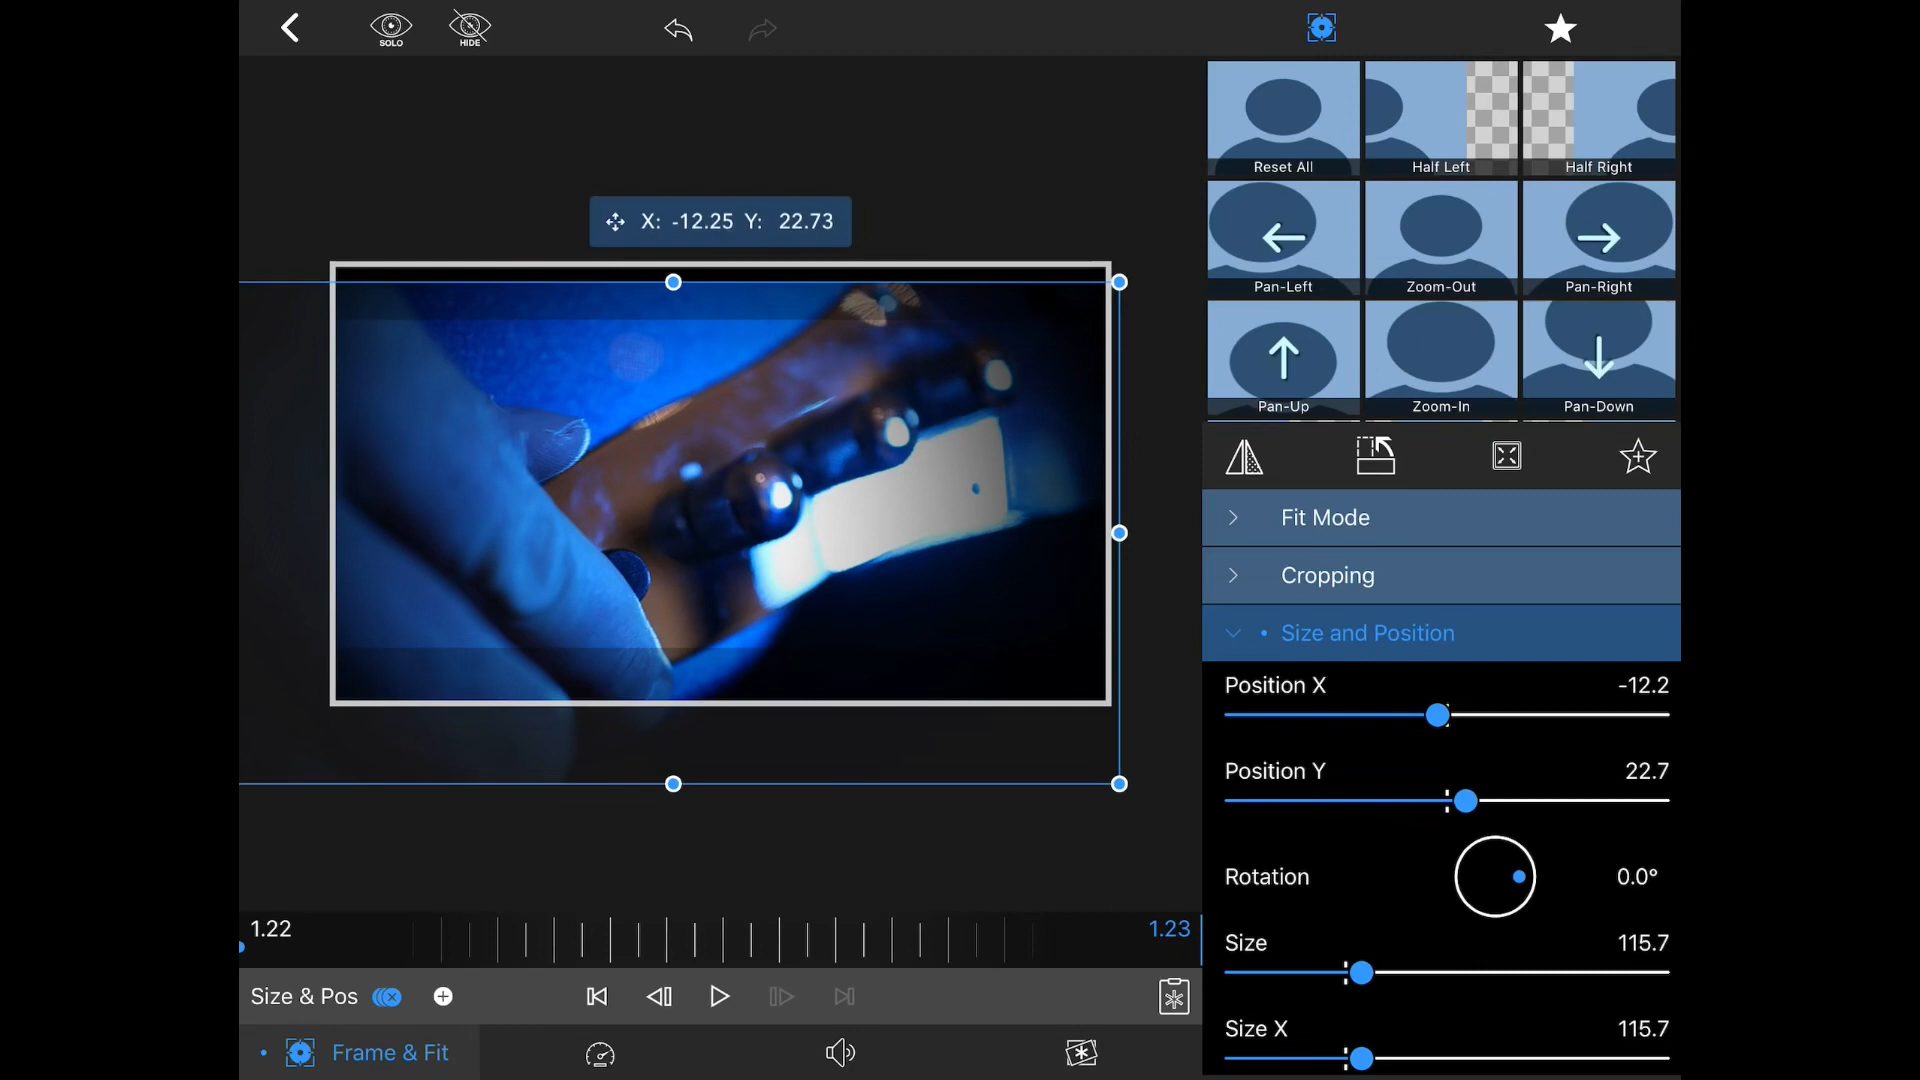 SOLO
HIDE
Reset All
Half Left
Half Right
X: -12.25 Y: 22.73
Pan-Left
Zoom-Out
Pan-Right
Pan-Up
Zoom-In
Pan-Down
Fit Mode
Cropping
Size and Position
Position X -12.2
Position Y 22.7
Rotation 0.0°
Size 115.7
Size X 115.7
1.22
1.23
Size & Pos
Frame & Fit